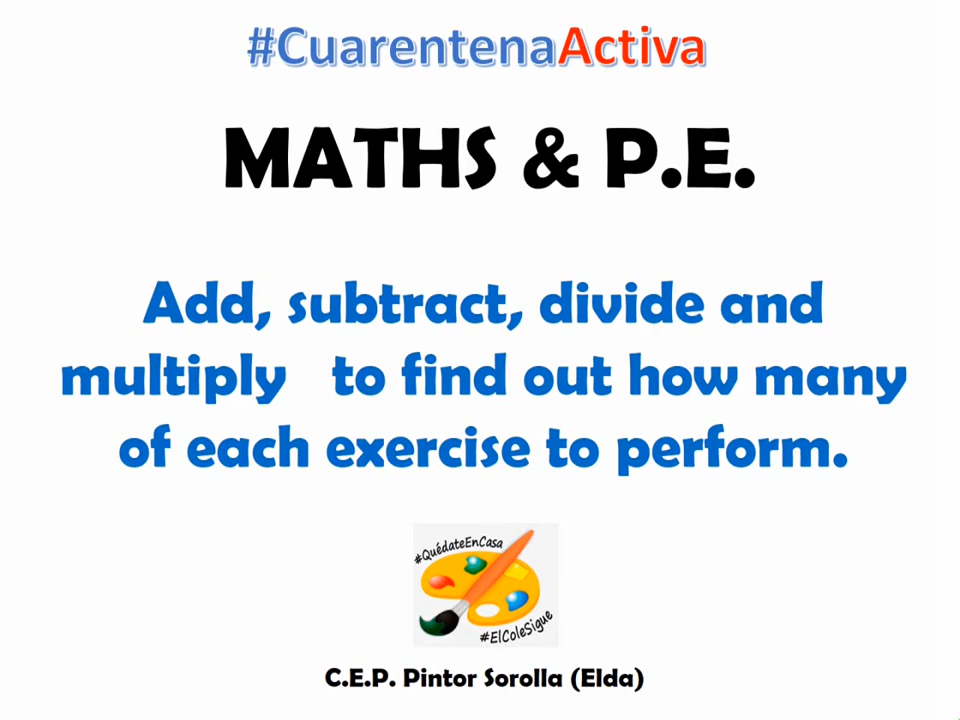 #CuarentenaActiva
MATHS & P.E.
Add, subtract, divide and
multiply to find out how many
of each exercise to perform.
#QuédateEnCasa
#ElColeSigue
C.E.P. Pintor Sorolla (Elda)